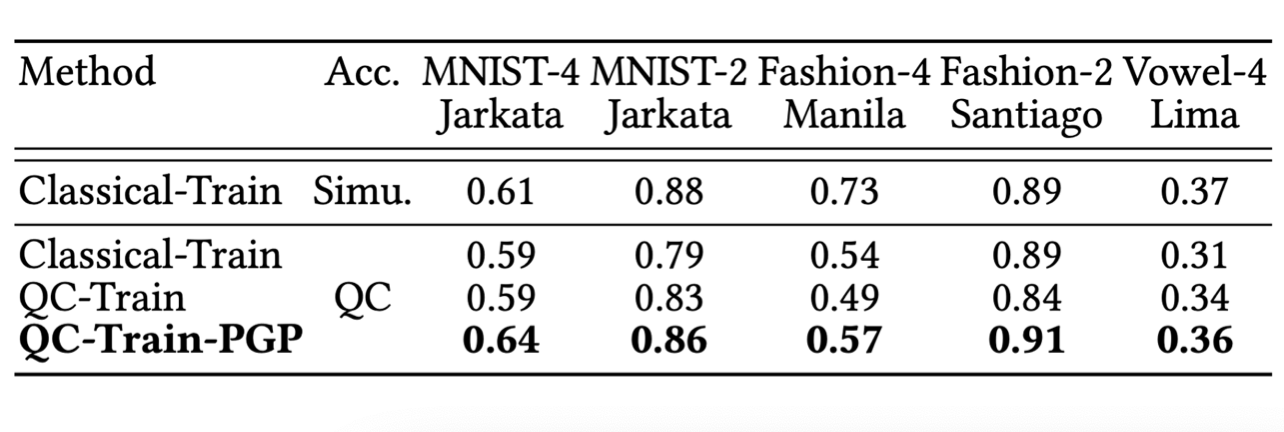 Method Acc. MNIST-4 MNIST-2 Fashion-4 Fashion-2 Vowel-4
Jarkata Jarkata Manila Santiago Lima
Classical-Train Simu. 0.61 0.88 0.73 0.89 0.37
Classical-Train 0.59 0.79 0.54 0.89 0.31
QC-Train QC 0.59 0.83 0.49 0.84 0.34
QC-Train-PGP 0.64 0.86 0.57 0.91 0.36